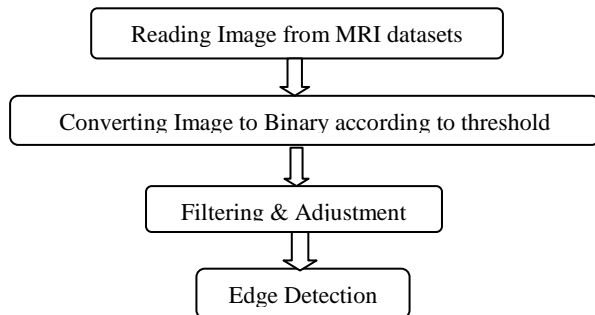 Reading Image from MRI datasets
Converting Image to Binary according to threshold
Filtering & Adjustment
Edge Detection